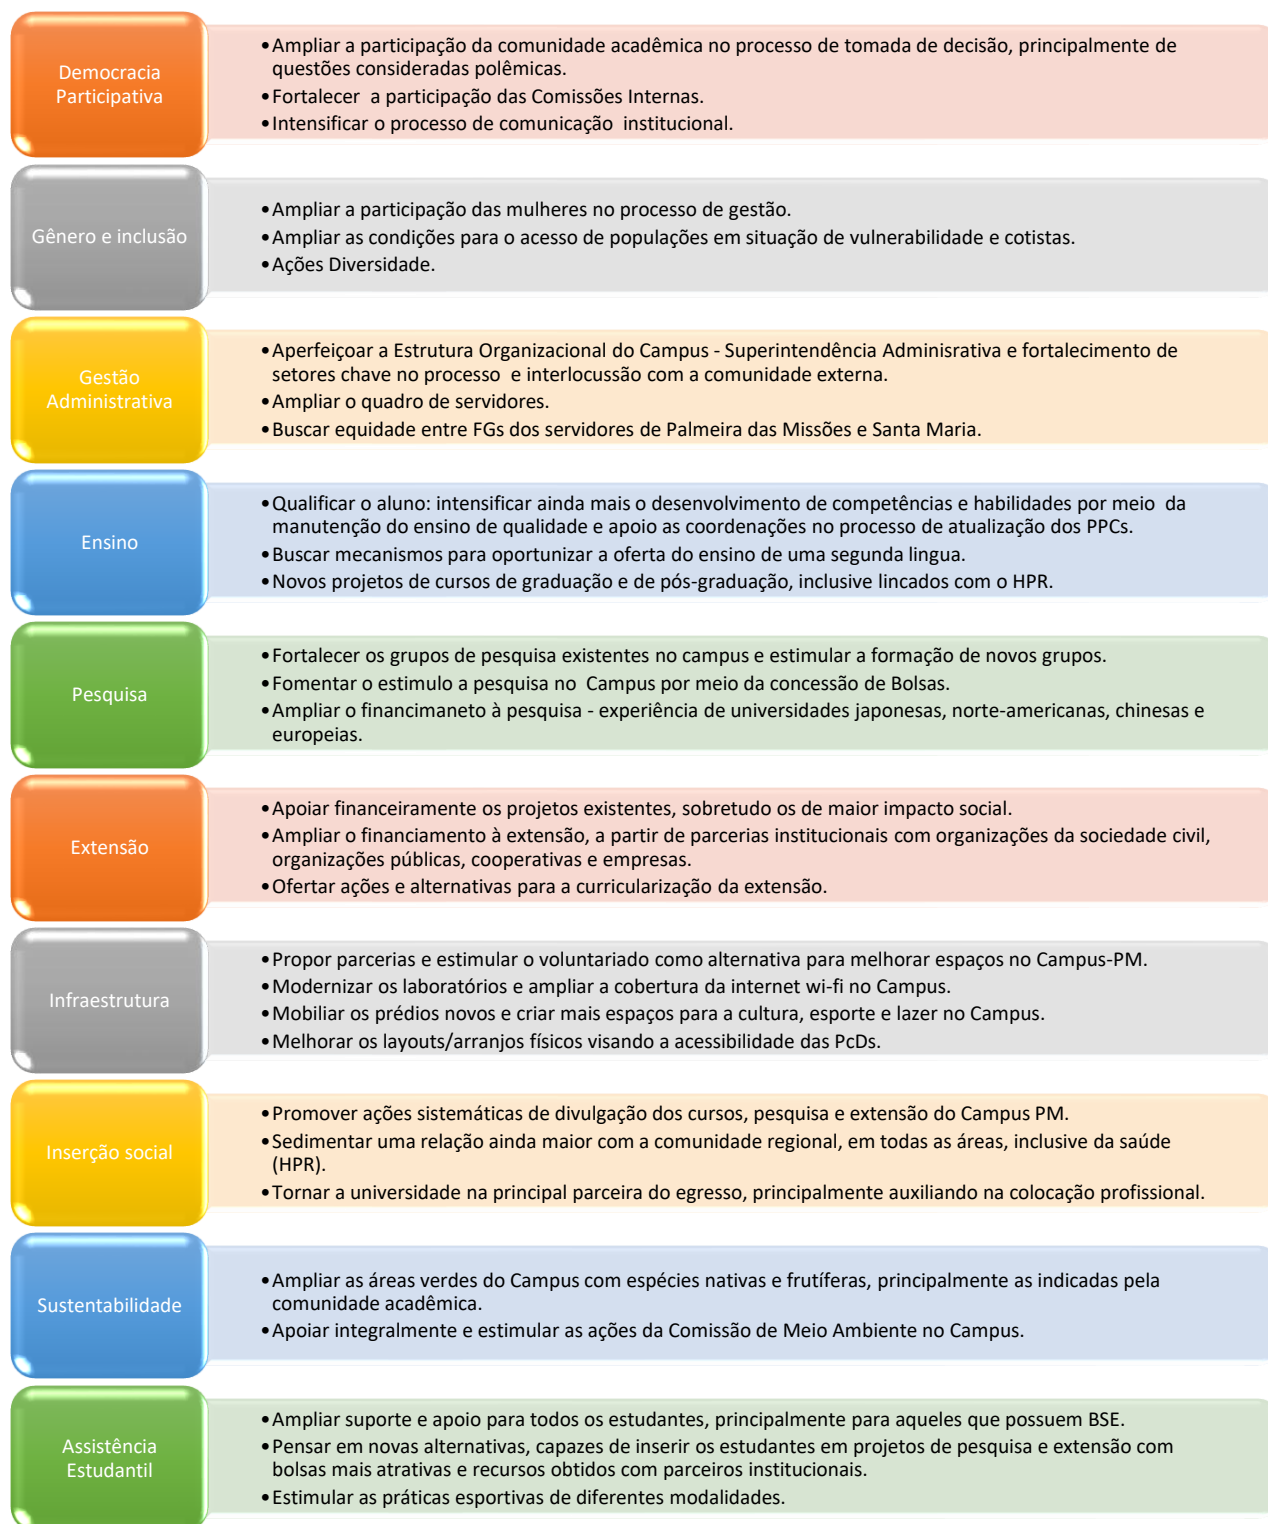 Democracia
Participativa
•Ampliar a participação da comunidade acadêmica no processo de tomada de decisão, principalmente de
questões consideradas polêmicas.
•Fortalecer a participação das Comissões Internas.
•Intensificar o processo de comunicação institucional.
Gênero e inclusão
•Ampliar a participação das mulheres no processo de gestão.
•Ampliar as condições para o acesso de populações em situação de vulnerabilidade e cotistas.
•Ações Diversidade.
Gestão
Administrativa
•Aperfeiçoar a Estrutura Organizacional do Campus - Superintendência Adminisrativa e fortalecimento de
setores chave no processo e interlocussão com a comunidade externa.
•Ampliar o quadro de servidores.
•Buscar equidade entre FGs dos servidores de Palmeira das Missões e Santa Maria.
Ensino
•Qualificar o aluno: intensificar ainda mais o desenvolvimento de competências e habilidades por meio da
manutenção do ensino de qualidade e apoio as coordenações no processo de atualização dos PPCs.
•Buscar mecanismos para oportunizar a oferta do ensino de uma segunda lingua.
•Novos projetos de cursos de graduação e de pós-graduação, inclusive lincados com o HPR.
Pesquisa
•Fortalecer os grupos de pesquisa existentes no campus e estimular a formação de novos grupos.
•Fomentar o estimulo a pesquisa no Campus por meio da concessão de Bolsas.
•Ampliar o financimaneto à pesquisa - experiência de universidades japonesas, norte-americanas, chinesas e
europeias.
Extensão
•Apoiar financeiramente os projetos existentes, sobretudo os de maior impacto social.
•Ampliar o financiamento à extensão, a partir de parcerias institucionais com organizações da sociedade civil,
organizações públicas, cooperativas e empresas.
•Ofertar ações e alternativas para a curricularização da extensão.
Infraestrutura
•Propor parcerias e estimular o voluntariado como alternativa para melhorar espaços no Campus-PM.
•Modernizar os laboratórios e ampliar a cobertura da internet wi-fi no Campus.
•Mobiliar os prédios novos e criar mais espaços para a cultura, esporte e lazer no Campus.
•Melhorar os layouts/arranjos físicos visando a acessibilidade das PcDs.
Inserção social
•Promover ações sistemáticas de divulgação dos cursos, pesquisa e extensão do Campus PM.
•Sedimentar uma relação ainda maior com a comunidade regional, em todas as áreas, inclusive da saúde
(HPR).
•Tornar a universidade na principal parceira do egresso, principalmente auxiliando na colocação profissional.
Sustentabilidade
•Ampliar as áreas verdes do Campus com espécies nativas e frutíferas, principalmente as indicadas pela
comunidade acadêmica.
•Apoiar integralmente e estimular as ações da Comissão de Meio Ambiente no Campus.
Assistência
Estudantil
•Ampliar suporte e apoio para todos os estudantes, principalmente para aqueles que possuem BSE.
•Pensar em novas alternativas, capazes de inserir os estudantes em projetos de pesquisa e extensão com
bolsas mais atrativas e recursos obtidos com parceiros institucionais.
•Estimular as práticas esportivas de diferentes modalidades.